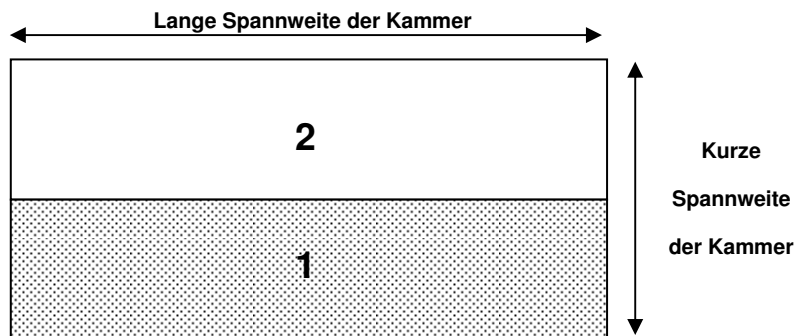 Lange Spannweite der Kammer
2
Kurze
Spannweite
der Kammer
1